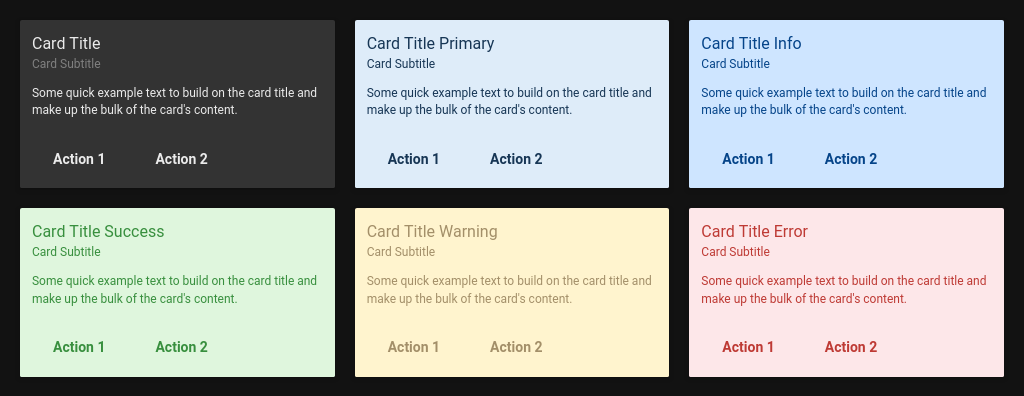 Card Title
Card Subtitle
Some quick example text to build on the card title and
make up the bulk of the card's content.
Action 1 Action 2
Card Title Primary
Card Subtitle
Some quick example text to build on the card title and
make up the bulk of the card's content.
Action 1 Action 2
Card Title Info
Card Subtitle
Some quick example text to build on the card title and
make up the bulk of the card's content.
Action 1 Action 2
Card Title Success
Card Subtitle
Some quick example text to build on the card title and
make up the bulk of the card's content.
Action 1 Action 2
Card Title Warning
Card Subtitle
Some quick example text to build on the card title and
make up the bulk of the card's content.
Action 1 Action 2
Card Title Error
Card Subtitle
Some quick example text to build on the card title and
make up the bulk of the card's content.
Action 1 Action 2